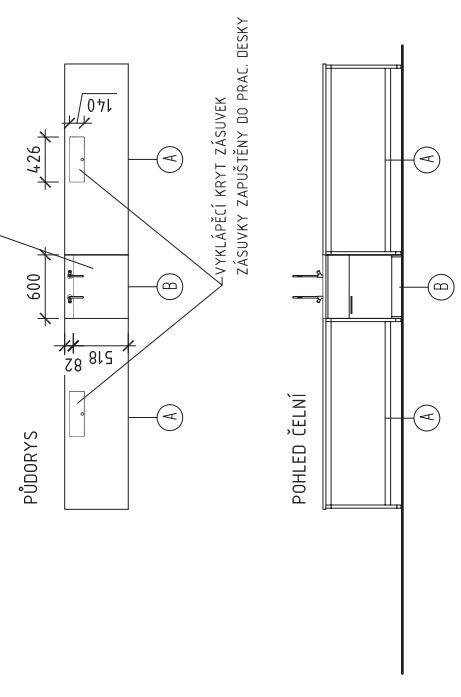 PŮDORYS
82
518
600
426
140
A
B
A
VYKLÁPĚCÍ KRYT ZÁSUVEK
ZÁSUVKY ZAPUŠTĚNY DO PRAC. DESKY
POHLED ČELNÍ
A
B
A